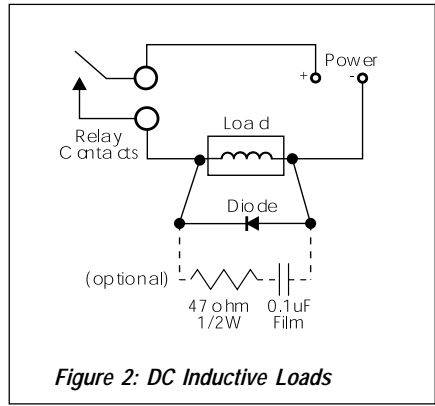 Power
+ -
Relay
Contacts
Load
Diode
(optional)
47 ohm 0.1uF
1/2W Film
Figure 2: DC Inductive Loads